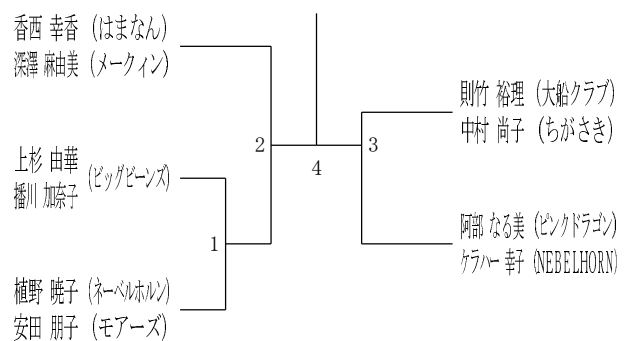 香西 幸香 (はまなん)
深澤 麻由美 (メークィン)
上杉 由華
播川 加奈子
(ビッグビーンズ)
植野 暁子 (ネーベルホルン)
安田 朋子 (モアーズ)
1
2
4
3
則竹 裕理 (大船クラブ)
中村 尚子 (ちがさき)
阿部 なる美 (ピンクドラゴン)
ケラハー 幸子 (NEBELHORN)